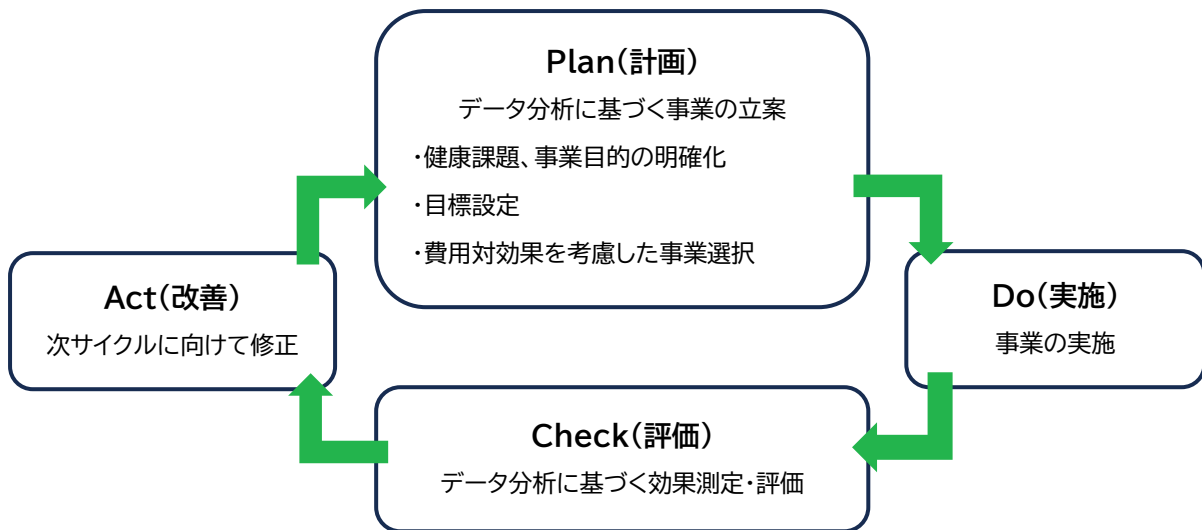 Plan(計画)
データ分析に基づく事業の立案
・健康課題、事業目的の明確化
・目標設定
・費用対効果を考慮した事業選択
Do(実施)
事業の実施
Check(評価)
データ分析に基づく効果測定・評価
Act(改善)
次サイクルに向けて修正